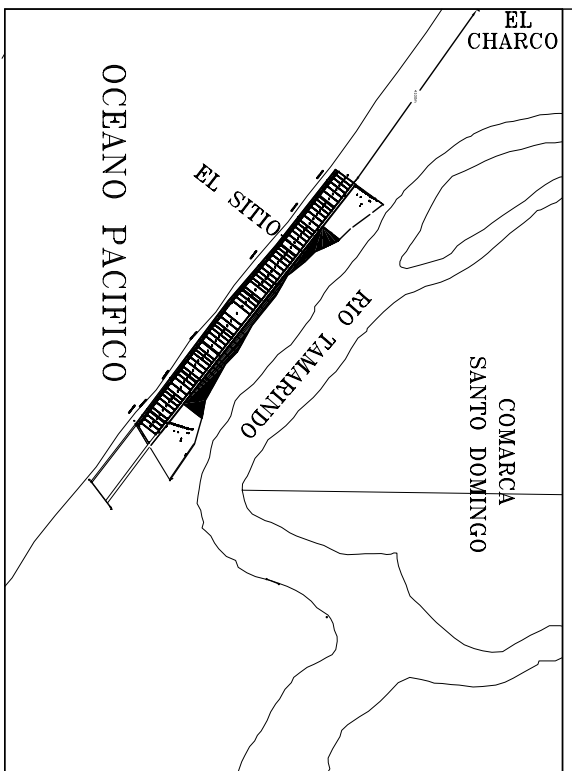 EL
CHARCO
OCEANO PACIFICO
EL SITIO
RIO TAMARINDO
COMARCA
SANTO DOMINGO